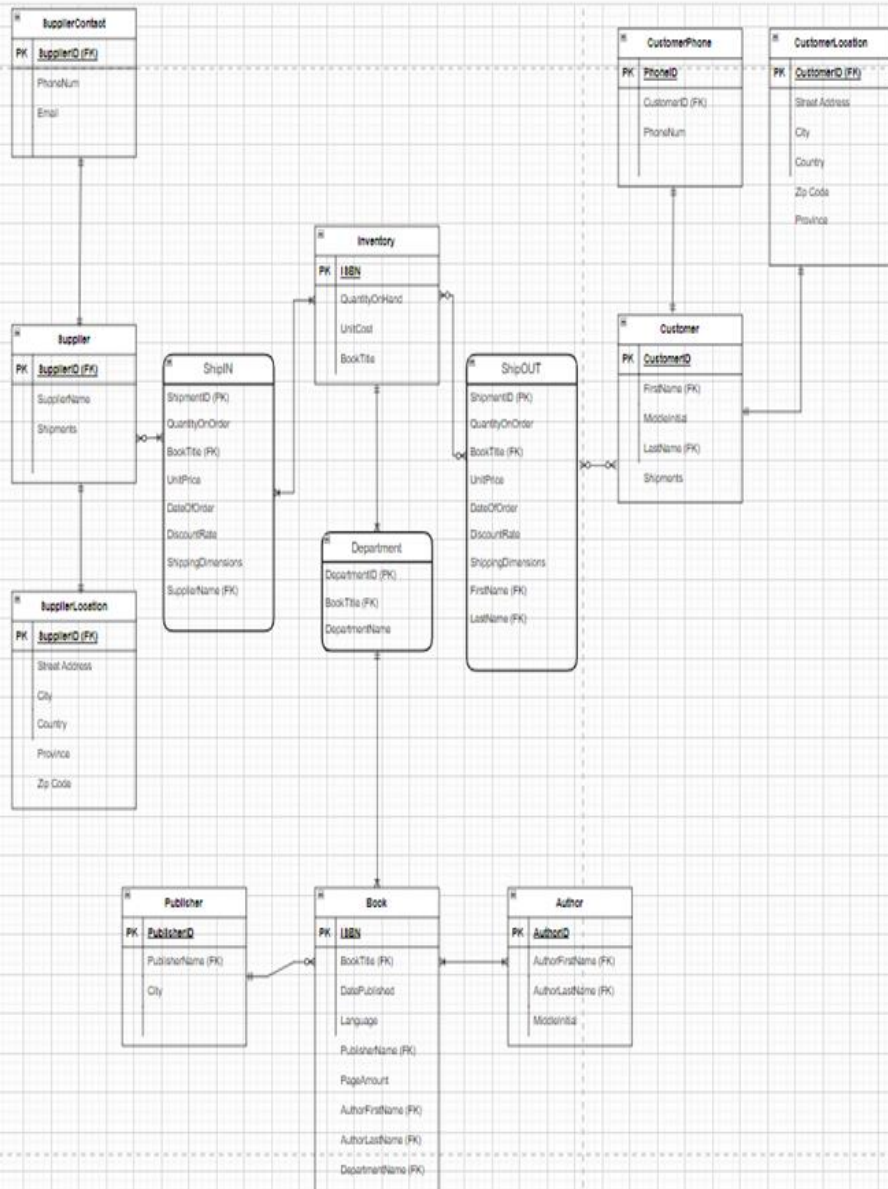 SupplierContact
PK SupplierID (FK)
PhoneNum
Email
CustomerPhone
PK PhoneID
CustomerID (FK)
PhoneNum
CustomerLocation
PK CustomerID (FK)
Street Address
City
Country
Zip Code
Province
Inventory
PK ISBN
QuantityOnHand
UnitCost
BookTitle
Supplier
PK SupplierID (FK)
SupplierName
Shipments
ShipIN
ShipmentID (PK)
QuantityOnOrder
BookTitle (FK)
UnitPrice
DateOfOrder
DiscountRate
ShippingDimensions
SupplierName (FK)
ShipOUT
ShipmentID (PK)
QuantityOnOrder
BookTitle (FK)
UnitPrice
DateOfOrder
DiscountRate
ShippingDimensions
FirstName (FK)
LastName (FK)
Customer
PK CustomerID
FirstName (FK)
MiddleInitial
LastName (FK)
Shipments
Department
DepartmentID (PK)
BookTitle (FK)
DepartmentName
SupplierLocation
PK SupplierID (FK)
Street Address
City
Country
Province
Zip Code
Publisher
PK PublisherID
PublisherName (FK)
City
Book
PK ISBN
BookTitle (FK)
DatePublished
Language
PublisherName (FK)
PageAmount
AuthorFirstName (FK)
AuthorLastName (FK)
DepartmentName (FK)
Author
PK AuthorID
AuthorFirstName (FK)
AuthorLastName (FK)
MiddleInitial